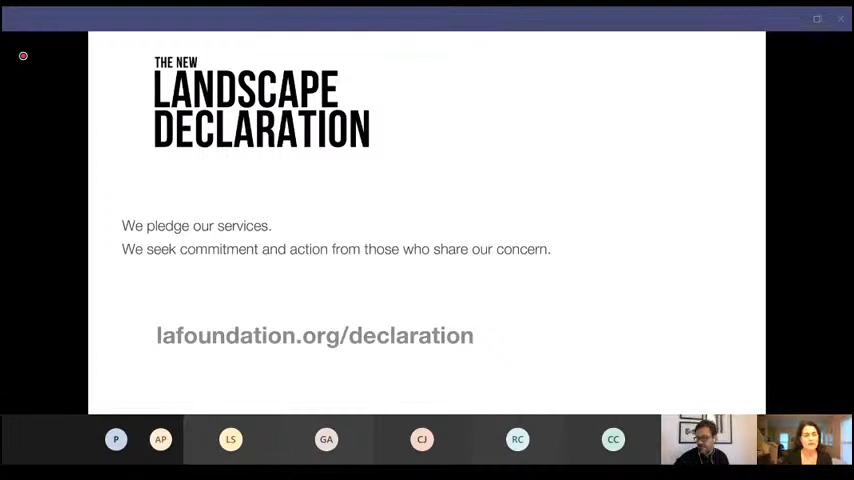 THE NEW
LANDSCAPE
DECLARATION
We pledge our services.
We seek commitment and action from those who share our concern.
lafoundation.org/declaration
P
AP
LS
GA
CJ
RC
CC